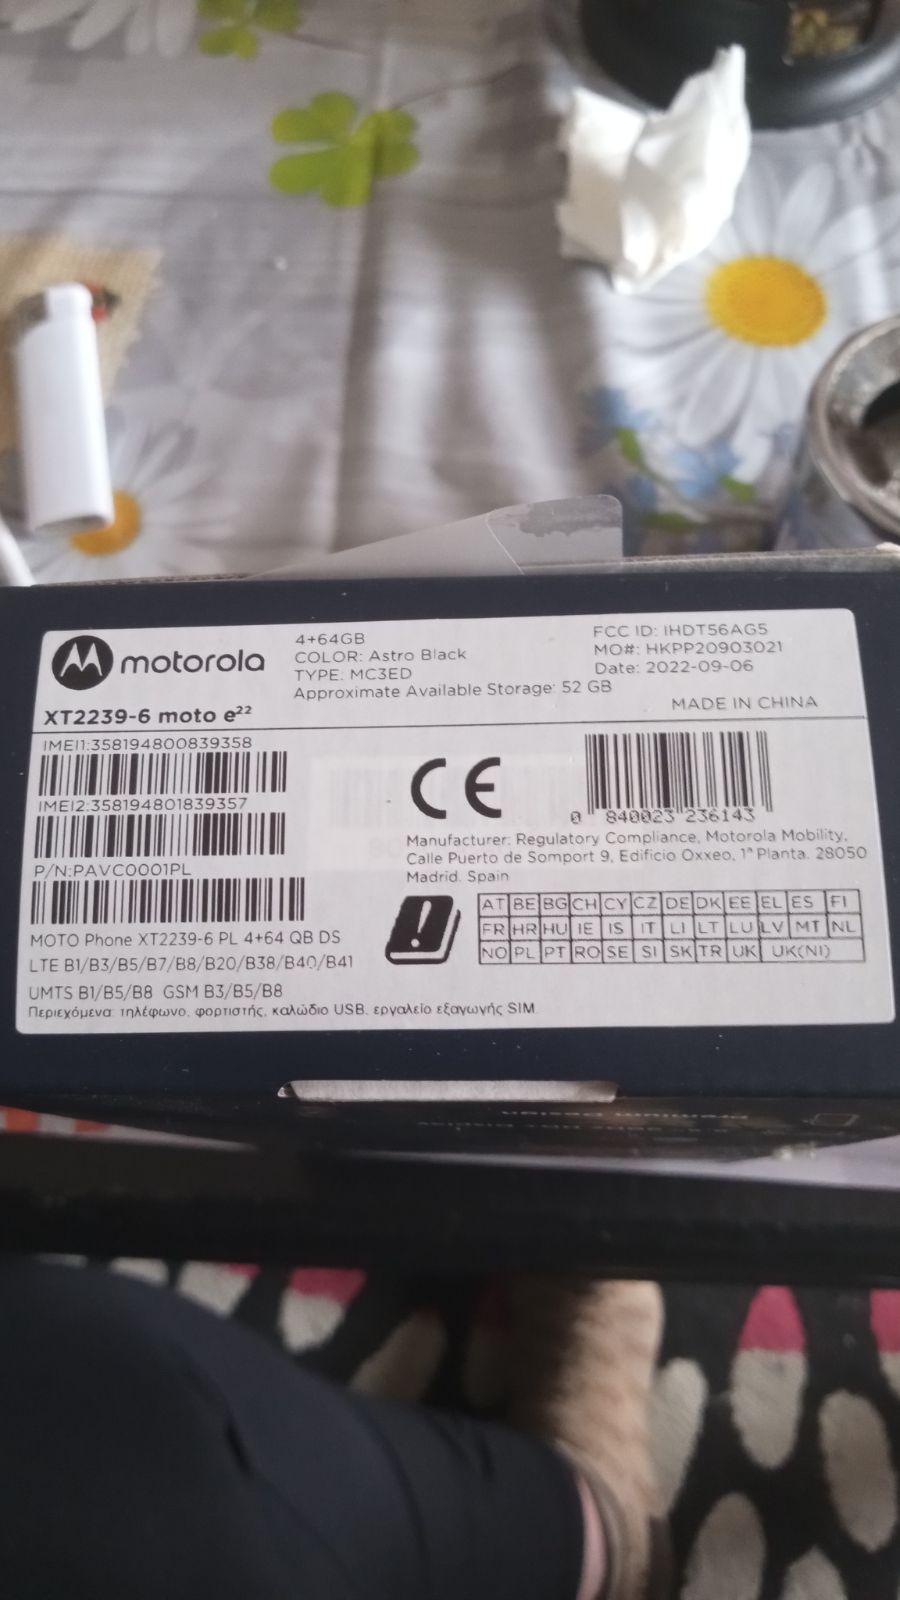 motorola
4+64GB
COLOR: Astro Black
TYPE: MC3ED
Approximate Available Storage: 52 GB
FCC ID: IHDT56AG5
MO#: HKPP20903021
Date: 2022-09-06
MADE IN CHINA
XT2239-6 moto e²²
IMEI1:358194800839358
IMEI2:358194801839357
P/N:PAVC0001PL
MOTO Phone XT2239-6 PL 4+64 QB DS
LTE B1/B3/B5/B7/B8/B20/B38/B40/B41
UMTS B1/B5/B8 GSM B3/B5/B8
Περιεχόμενα: τηλέφωνο, φορτιστής, καλώδιο USB, εργαλείο εξαγωγής SIM
CE
0 840023 236143
Manufacturer: Regulatory Compliance, Motorola Mobility,
Calle Puerto de Somport 9, Edificio Oxxeo, 1ª Planta. 28050
Madrid. Spain
!
AT BE BG CH CY CZ DE DK EE EL ES FI
FR HR HU IE IS IT LI LT LU LV MT NL
NO PL PT RO SE SI SK TR UK UK(NI)